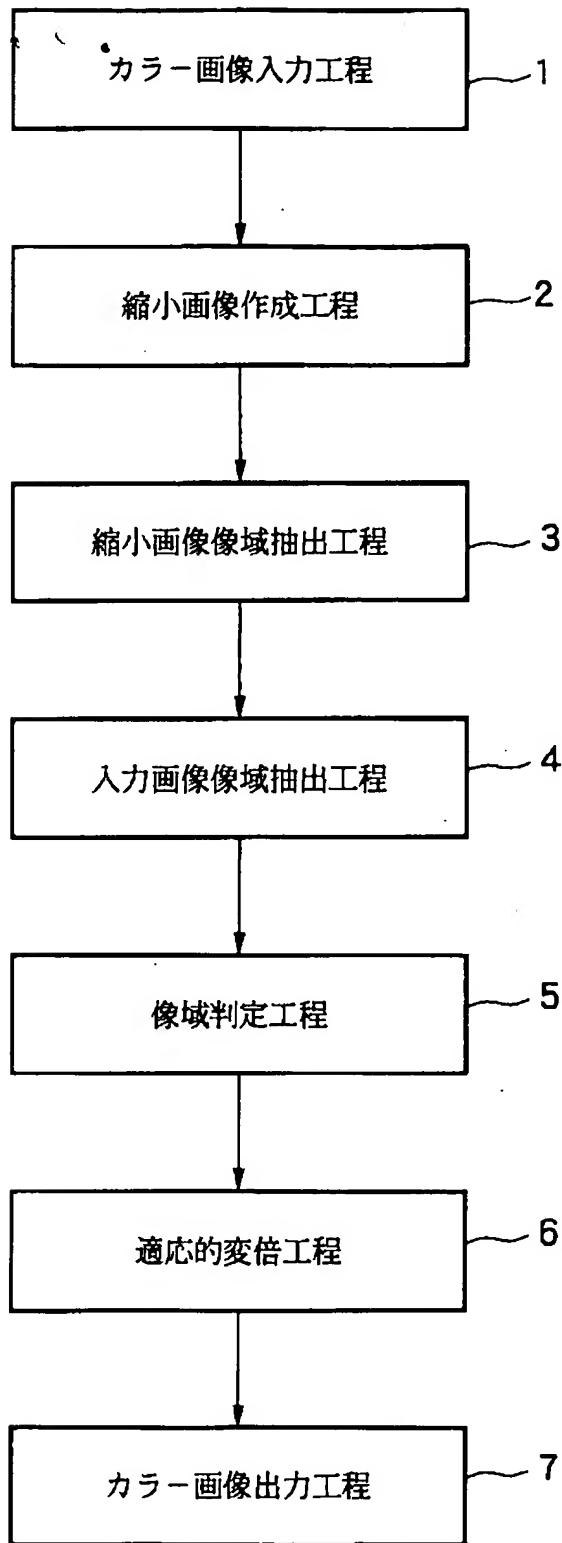 カラー画像入力工程 1
縮小画像作成工程 2
縮小画像像域抽出工程 3
入力画像像域抽出工程 4
像域判定工程 5
適応的変倍工程 6
カラー画像出力工程 7